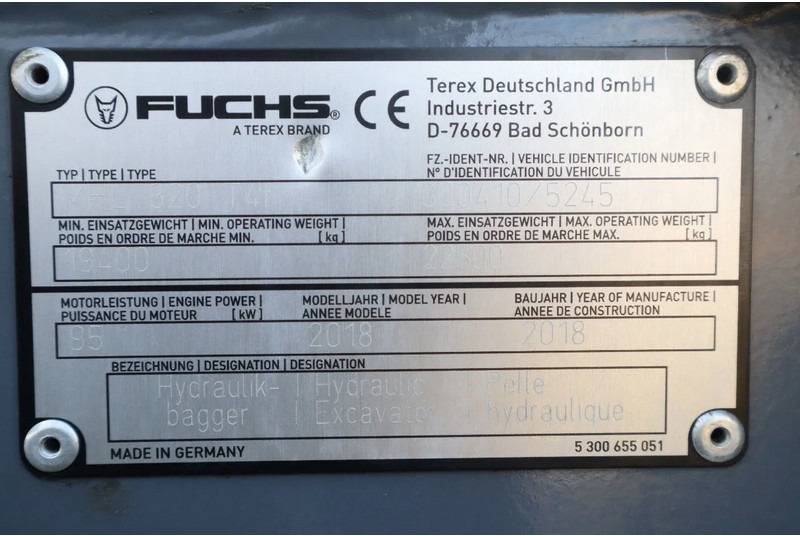 FUCHS®
A TEREX BRAND
CE
Terex Deutschland GmbH
Industriestr. 3
D-76669 Bad Schönborn
TYP | TYPE | TYPE
FZ.-IDENT-NR. | VEHICLE IDENTIFICATION NUMBER |
N° D'IDENTIFICATION DU VEHICULE
MIN. EINSATZGEWICHT | MIN. OPERATING WEIGHT |
POIDS EN ORDRE DE MARCHE MIN. [kg]
MAX. EINSATZGEWICHT | MAX. OPERATING WEIGHT |
POIDS EN ORDRE DE MARCHE MAX. [kg]
MOTORLEISTUNG | ENGINE POWER |
PUISSANCE DU MOTEUR [kW]
MODELLJAHR | MODEL YEAR |
ANNEE MODELE
BAUJAHR | YEAR OF MANUFACTURE |
ANNEE DE CONSTRUCTION
95
2018
2018
BEZEICHNUNG | DESIGNATION | DESIGNATION
Hydraulik- | Hydraulic | Pelle
bagger | Excavator | hydraulique
MADE IN GERMANY
5 300 655 051